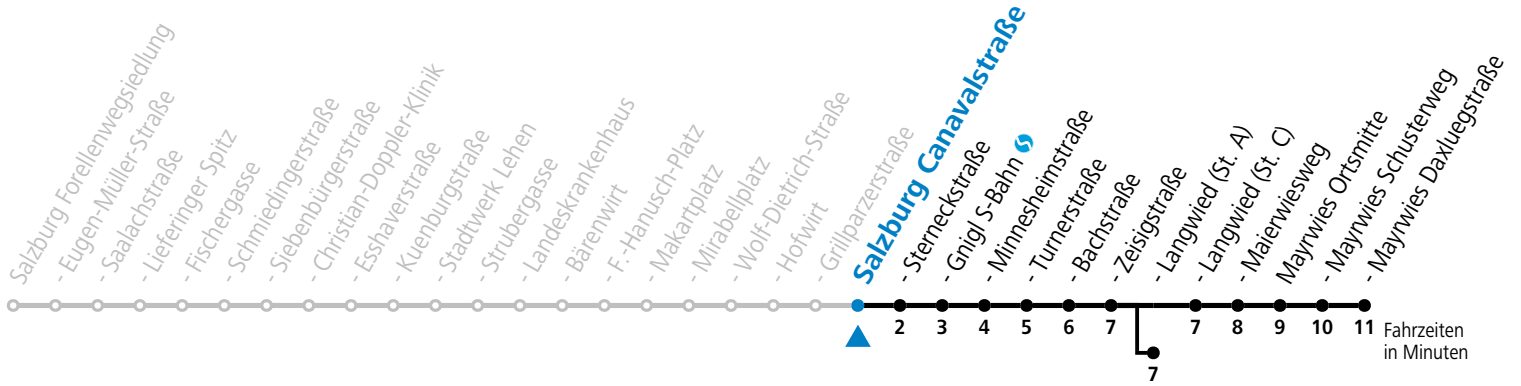 Salzburg Forellenwegsiedlung
- Eugen-Müller-Straße
- Saalachstraße
- Lieferinger Spitz
- Fischergasse
- Schmiedingerstraße
- Siebenbürgerstraße
- Christian-Doppler-Klinik
- Esshaverstraße
- Kuenburgstraße
- Stadtwerk Lehen
- Strubergasse
- Landeskrankenhaus
- Bärenwirt
- F.-Hanusch-Platz
- Makartplatz
- Mirabellplatz
- Wolf-Dietrich-Straße
- Hofwirt
- Grillparzerstraße
Salzburg Canavalstraße
- Sterneckstraße
- Gnigl S-Bahn
- Minnesheimstraße
- Turnerstraße
- Bachstraße
- Zeisigstraße
- Langwied (St. A)
- Langwied (St. C)
- Maierwiesweg
Mayrwies Ortsmitte
- Mayrwies Schusterweg
- Mayrwies Daxluegstraße
2 3 4 5 6 7 7 8 9 10 11 Fahrzeiten
in Minuten
7